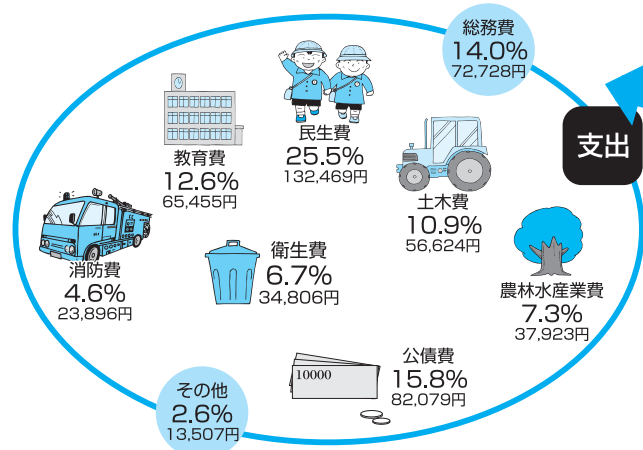 総務費
14.0%
72,728円
支出
民生費
25.5%
132,469円
教育費
12.6%
65,455円
土木費
10.9%
56,624円
消防費
4.6%
23,896円
衛生費
6.7%
34,806円
農林水産業費
7.3%
37,923円
公債費
15.8%
82,079円
10000
その他
2.6%
13,507円